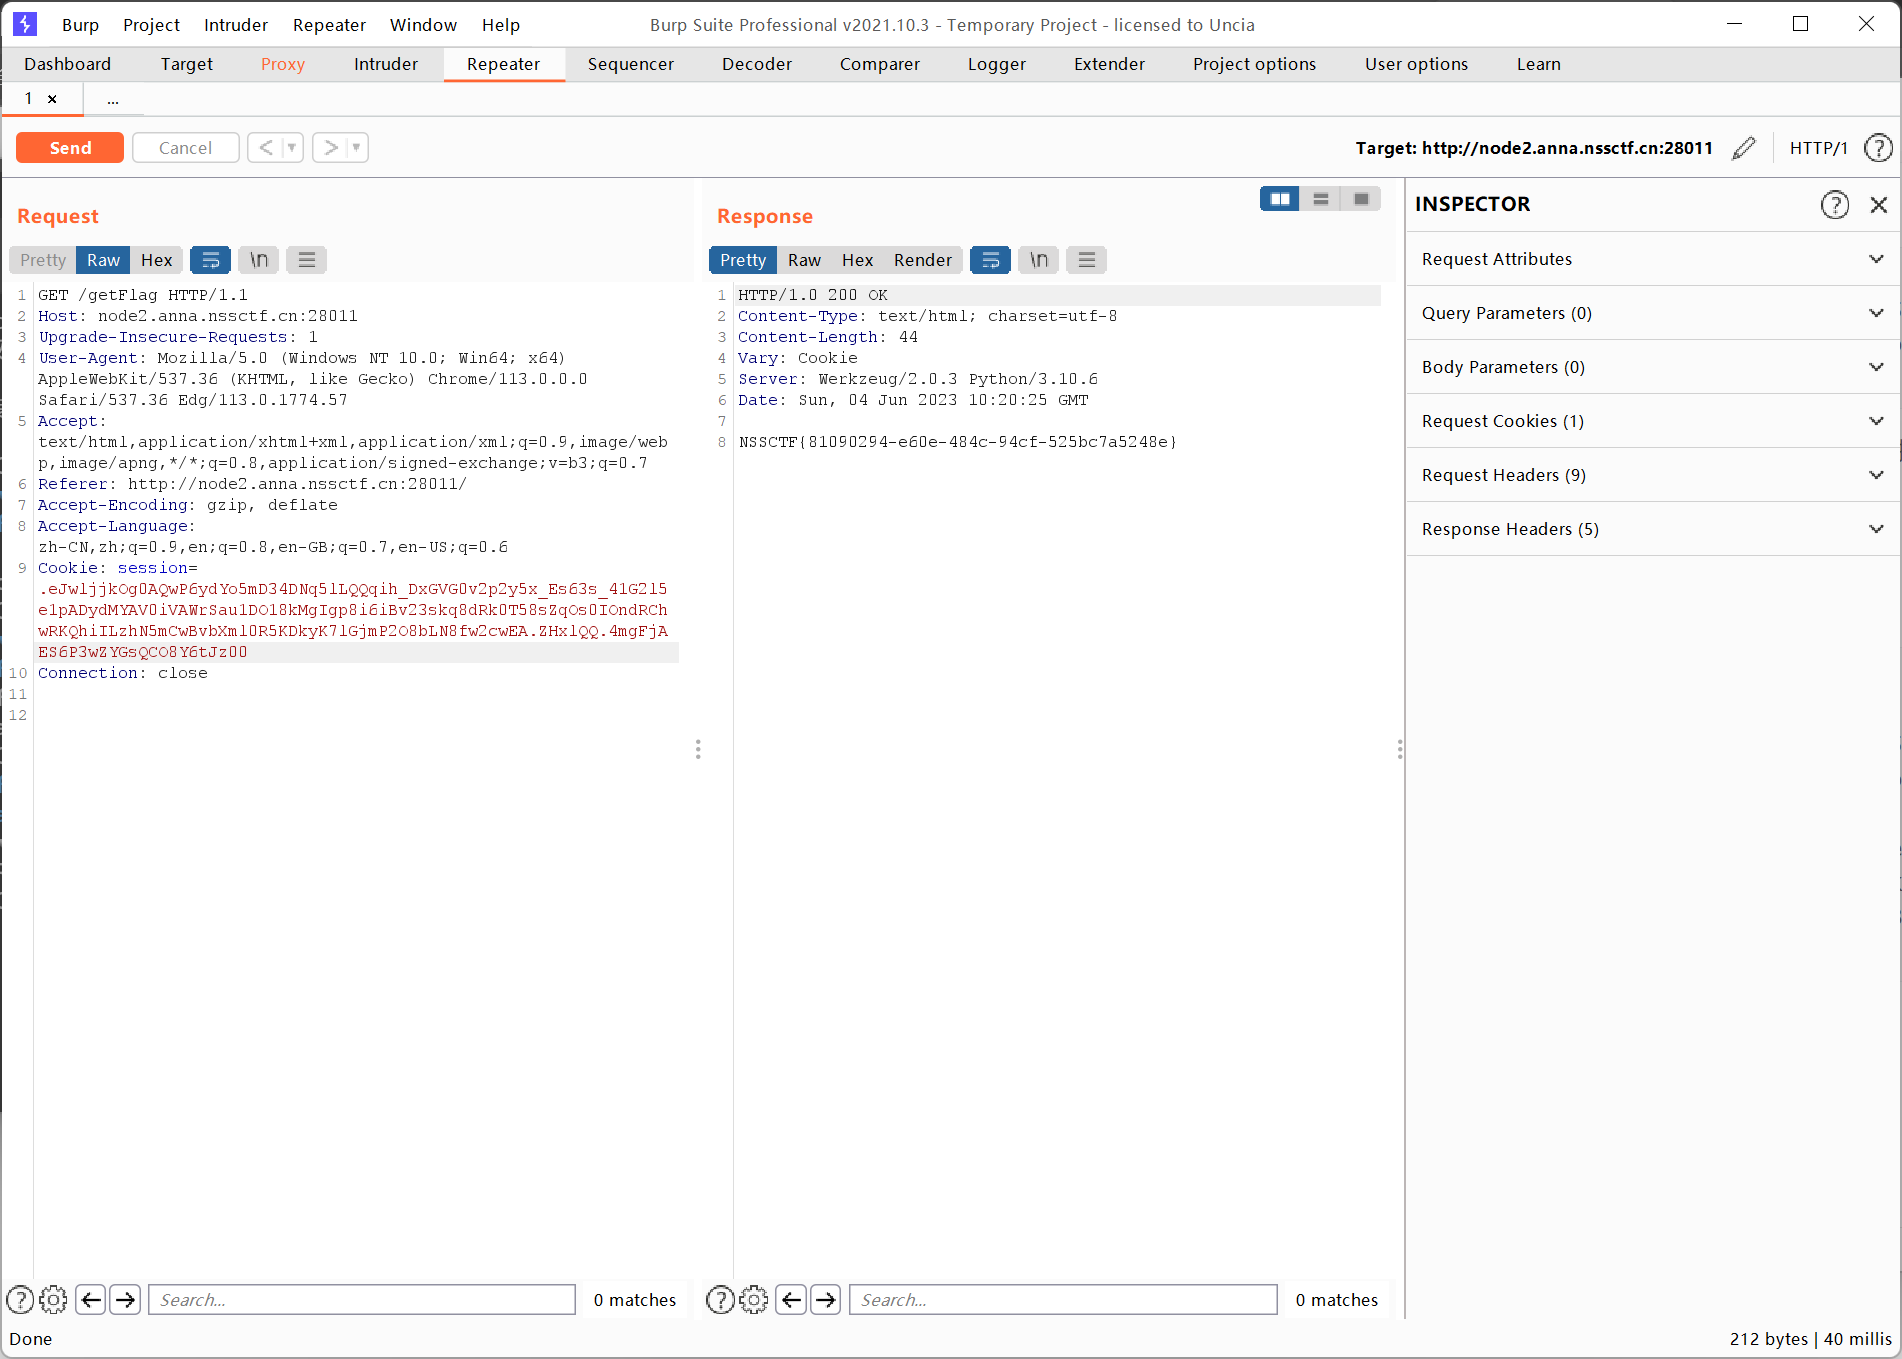 Burp Project Intruder Repeater Window Help Burp Suite Professional v2021.10.3 - Temporary Project - licensed to Uncia
Dashboard Target Proxy Intruder Repeater Sequencer Decoder Comparer Logger Extender Project options User options Learn
1 × ...
Send Cancel < > Target: http://node2.anna.nssctf.cn:28011 HTTP/1 ?
Request
Pretty Raw Hex \n
1 GET /getFlag HTTP/1.1
2 Host: node2.anna.nssctf.cn:28011
3 Upgrade-Insecure-Requests: 1
4 User-Agent: Mozilla/5.0 (Windows NT 10.0; Win64; x64)
AppleWebKit/537.36 (KHTML, like Gecko) Chrome/113.0.0.0
Safari/537.36 Edg/113.0.1774.57
5 Accept:
text/html,application/xhtml+xml,application/xml;q=0.9,image/web
p,image/apng,*/*;q=0.8,application/signed-exchange;v=b3;q=0.7
6 Referer: http://node2.anna.nssctf.cn:28011/
7 Accept-Encoding: gzip, deflate
8 Accept-Language:
zh-CN,zh;q=0.9,en;q=0.8,en-GB;q=0.7,en-US;q=0.6
9 Cookie: session=
.eJwljjkOg0AQwP6ydYo5mD34DNq5lLQQqih_DxGVG0v2p2y5x_Es63s_41G2l5
e1pADydMYAV0iVAWrSau1DO18kMgIgp8i6iBv23skq8dRk0T58sZqOs0IOndRCh
wRKQhiILzhN5mCwBvbXml0R5KDkyK7lGjmP2O8bLN8fw2cwEA.ZHxlQQ.4mgFjA
ES6P3wZYGsQCO8Y6tJz00
10 Connection: close
11
12
Response
Pretty Raw Hex Render \n
1 HTTP/1.0 200 OK
2 Content-Type: text/html; charset=utf-8
3 Content-Length: 44
4 Vary: Cookie
5 Server: Werkzeug/2.0.3 Python/3.10.6
6 Date: Sun, 04 Jun 2023 10:20:25 GMT
7
8 NSSCTF{81090294-e60e-484c-94cf-525bc7a5248e}
INSPECTOR ?
Request Attributes
Query Parameters (0)
Body Parameters (0)
Request Cookies (1)
Request Headers (9)
Response Headers (5)
? Search... 0 matches ? Search... 0 matches
Done 212 bytes | 40 millis